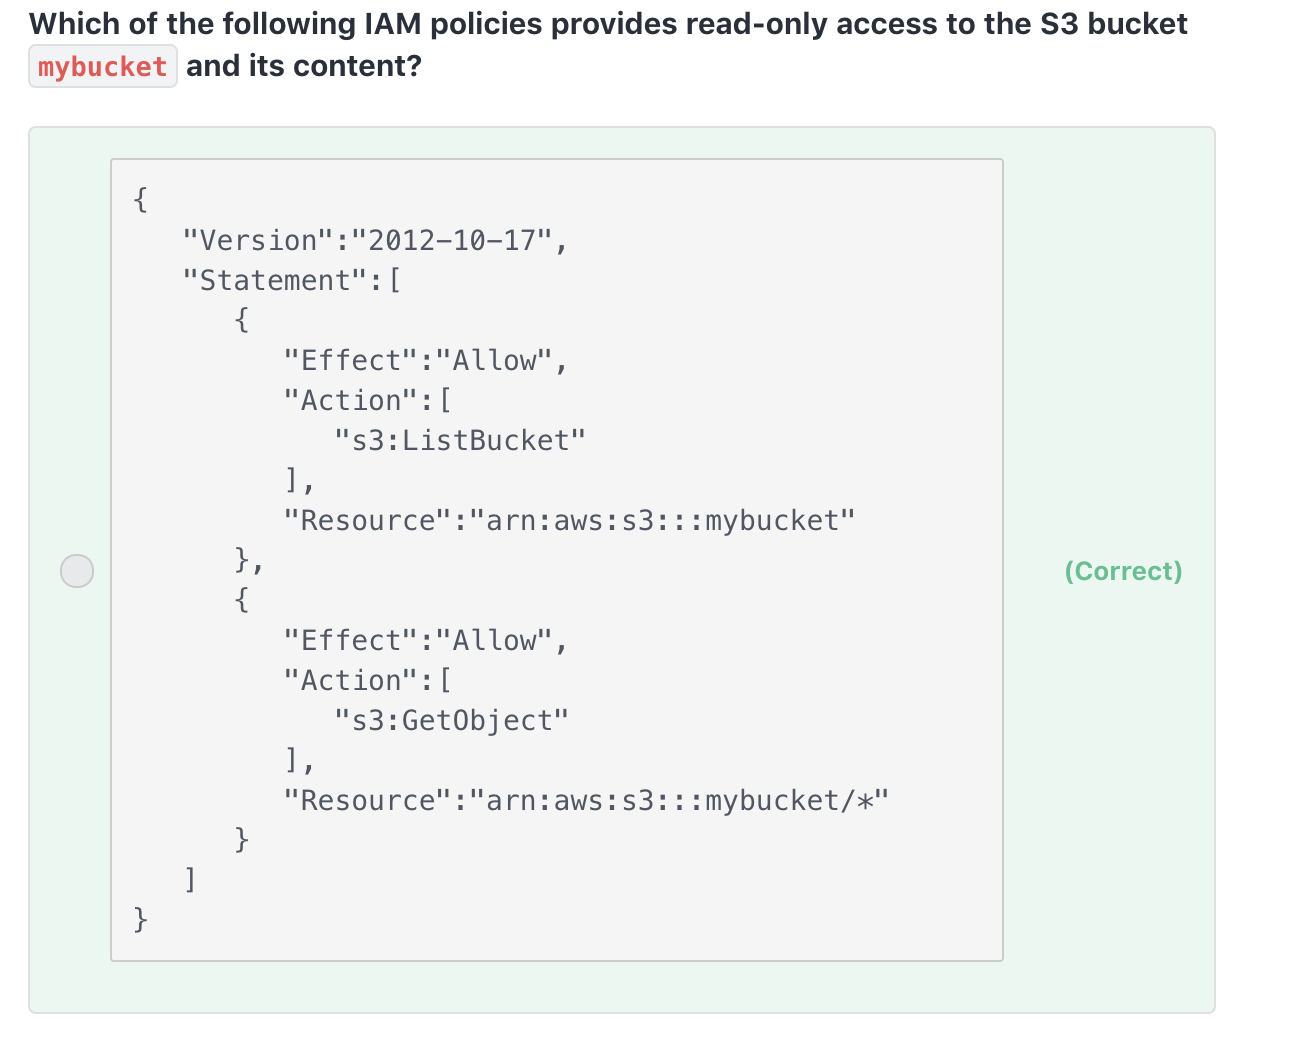 Which of the following IAM policies provides read-only access to the S3 bucket
mybucket and its content?
{
   "Version":"2012-10-17",
   "Statement":[
      {
         "Effect":"Allow",
         "Action":[
            "s3:ListBucket"
         ],
         "Resource":"arn:aws:s3:::mybucket"
      },
      {
         "Effect":"Allow",
         "Action":[
            "s3:GetObject"
         ],
         "Resource":"arn:aws:s3:::mybucket/*"
      }
   ]
}
(Correct)